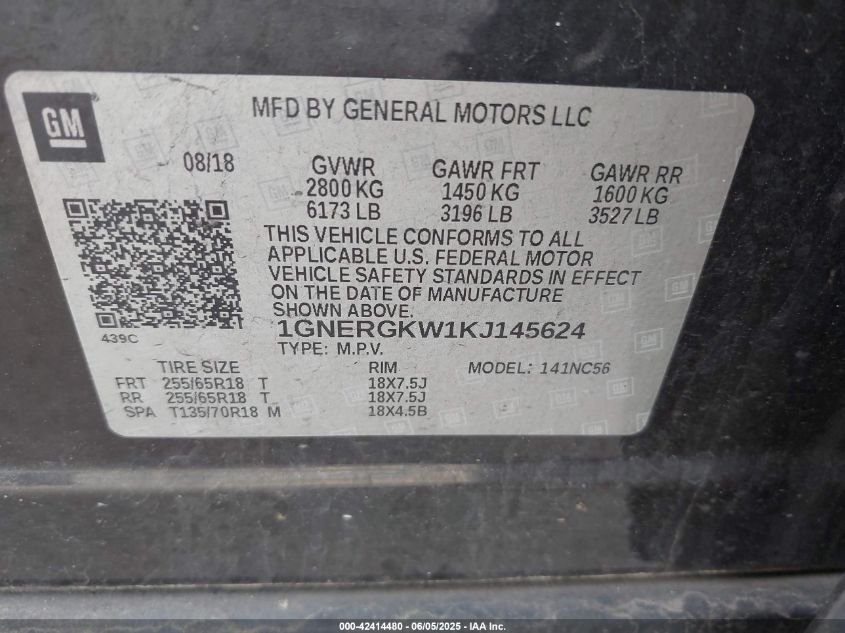 GM
MFD BY GENERAL MOTORS LLC
08/18
GVWR GAWR FRT GAWR RR
2800 KG 1450 KG 1600 KG
6173 LB 3196 LB 3527 LB
THIS VEHICLE CONFORMS TO ALL
APPLICABLE U.S. FEDERAL MOTOR
VEHICLE SAFETY STANDARDS IN EFFECT
ON THE DATE OF MANUFACTURE
SHOWN ABOVE.
439C
1GNERGKW1KJ145624
TYPE: M.P.V.
TIRE SIZE RIM MODEL: 141NC56
FRT 255/65R18 T 18X7.5J
RR 255/65R18 T 18X7.5J
SPA T135/70R18 M 18X4.5B
000-42414480 - 06/05/2025 - IAA Inc.